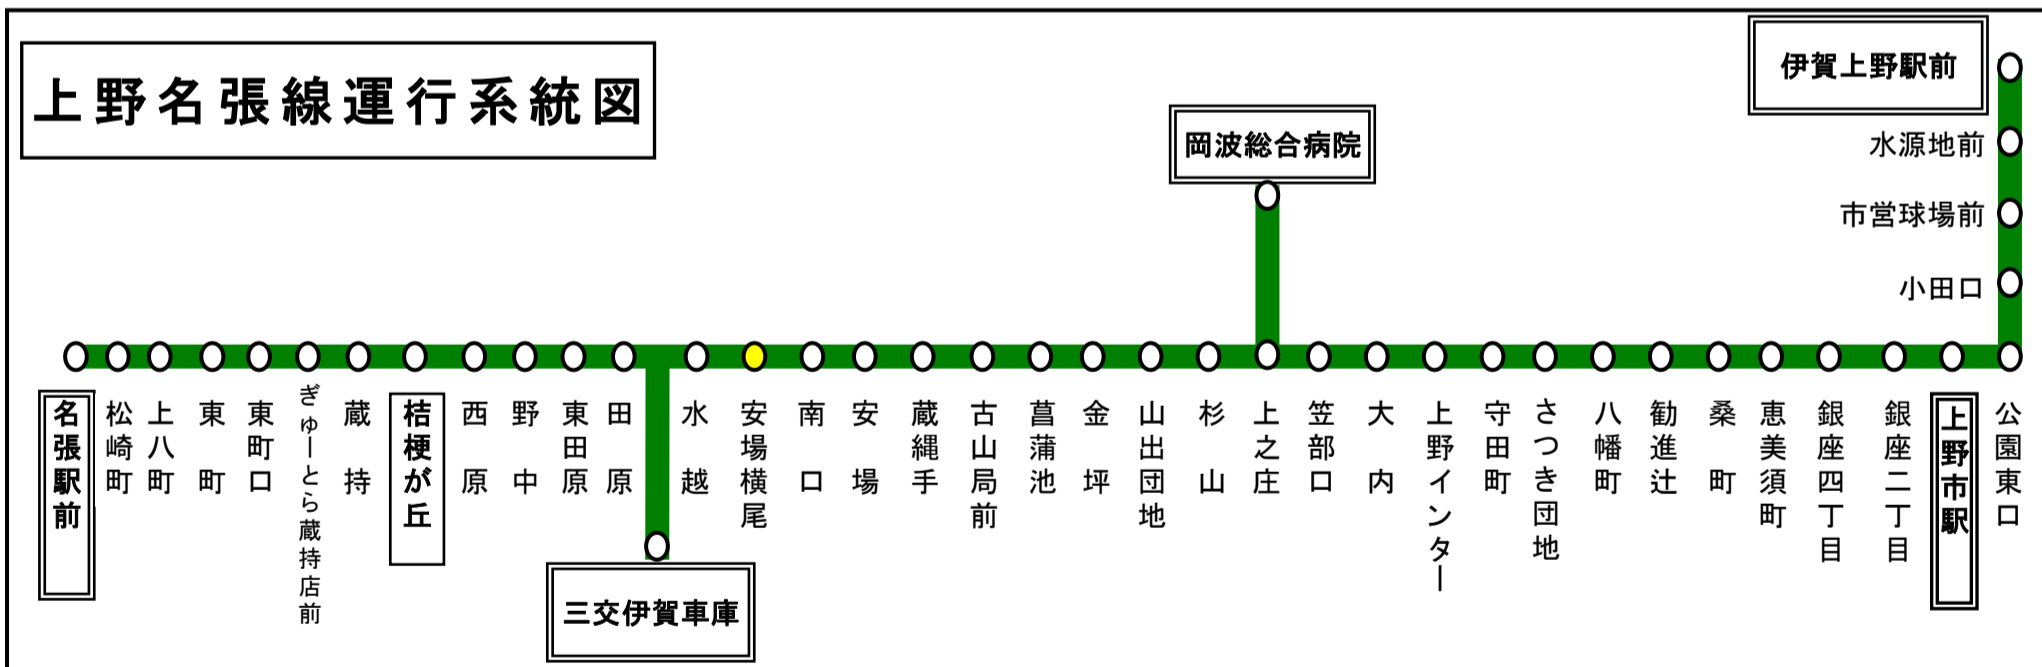 上野名張線運行系統図
伊賀上野駅前
水源地前
市営球場前
小田口
岡波総合病院
名張駅前
松崎町
上八町
東町
東町口
ぎゅーとら蔵持店前
蔵持
桔梗が丘
西原
野中
東田原
田原
水越
安場横尾
南口
安場
蔵縄手
古山局前
菖蒲池
金坪
山出団地
杉山
上之庄
笠部口
大内
上野インター
守田町
さつき団地
八幡町
勧進辻
桑町
恵美須町
銀座四丁目
銀座二丁目
上野市駅
公園東口
三交伊賀車庫